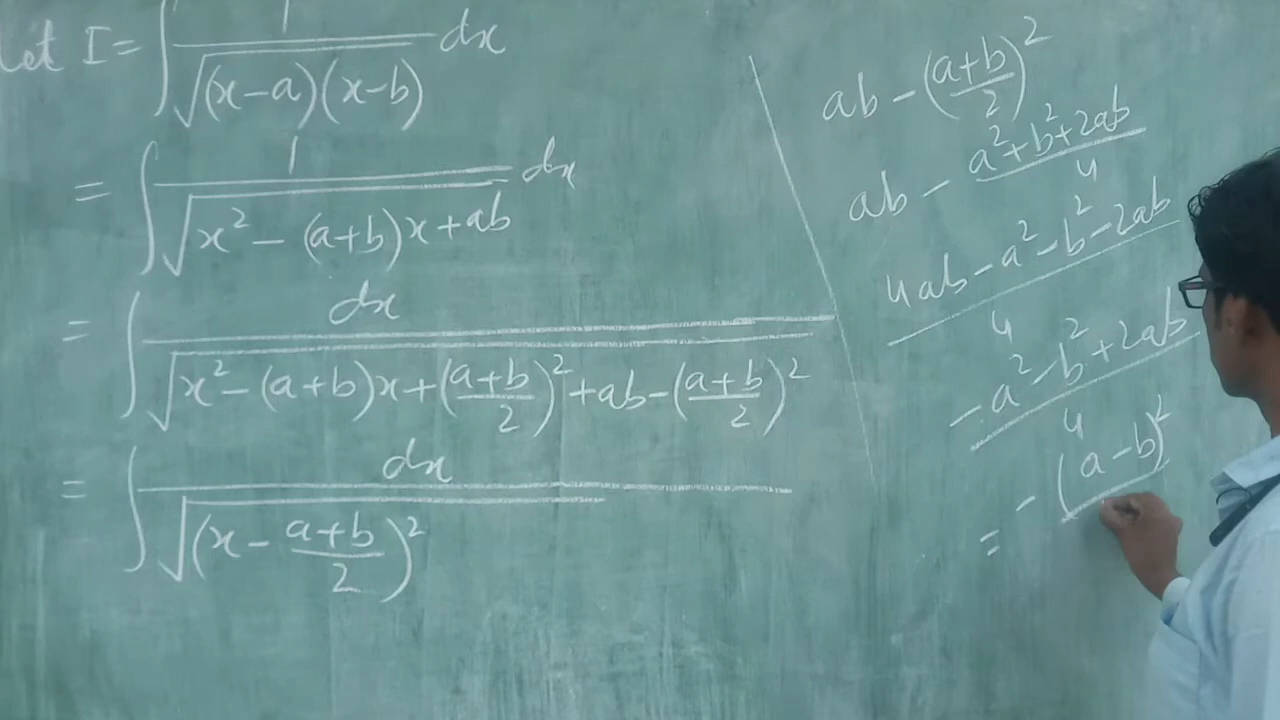 Let I = ∫ 1/√((x-a)(x-b)) dx
= ∫ 1/√(x² - (a+b)x + ab) dx
= ∫ dx/√(x² - (a+b)x + ((a+b)/2)² + ab - ((a+b)/2)²)
= ∫ dx/√((x - (a+b)/2)²
ab - ((a+b)/2)²
ab - (a²+b²+2ab)/4
(4ab - a² - b² - 2ab)/4
(-a² - b² + 2ab)/4
= - (a-b)²